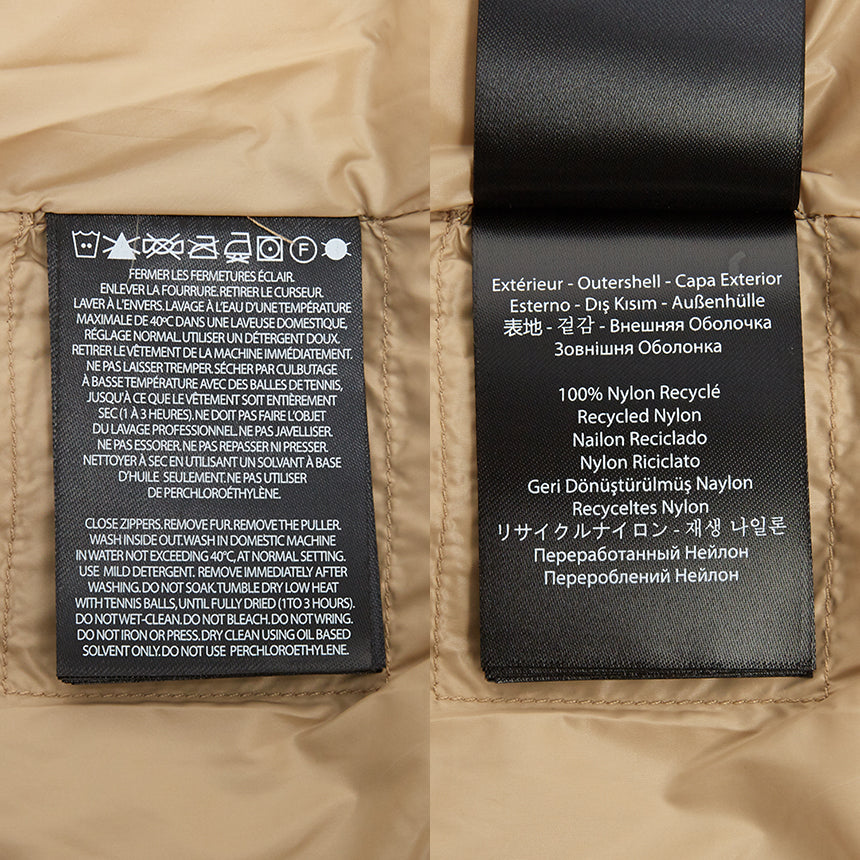 F
FERMER LES FERMETURES ÉCLAIR.
ENLEVER LA FOURRURE. RETIRER LE CURSEUR.
LAVER À L'ENVERS. LAVAGE À L'EAU D'UNE TEMPÉRATURE
MAXIMALE DE 40ºC DANS UNE LAVEUSE DOMESTIQUE,
RÉGLAGE NORMAL. UTILISER UN DÉTERGENT DOUX.
RETIRER LE VÊTEMENT DE LA MACHINE IMMÉDIATEMENT.
NE PAS LAISSER TREMPER. SÉCHER PAR CULBUTAGE
À BASSE TEMPÉRATURE AVEC DES BALLES DE TENNIS,
JUSQU'À CE QUE LE VÊTEMENT SOIT ENTIÈREMENT
SEC (1 À 3 HEURES). NE DOIT PAS FAIRE L'OBJET
DU LAVAGE PROFESSIONNEL. NE PAS JAVELLISER.
NE PAS ESSORER. NE PAS REPASSER NI PRESSER.
NETTOYER À SEC EN UTILISANT UN SOLVANT À BASE
D'HUILE SEULEMENT. NE PAS UTILISER
DE PERCHLOROÉTHYLÈNE.
CLOSE ZIPPERS. REMOVE FUR. REMOVE THE PULLER.
WASH INSIDE OUT. WASH IN DOMESTIC MACHINE
IN WATER NOT EXCEEDING 40ºC, AT NORMAL SETTING.
USE MILD DETERGENT. REMOVE IMMEDIATELY AFTER
WASHING. DO NOT SOAK. TUMBLE DRY LOW HEAT
WITH TENNIS BALLS, UNTIL FULLY DRIED (1 TO 3 HOURS).
DO NOT WET-CLEAN. DO NOT BLEACH. DO NOT WRING.
DO NOT IRON OR PRESS. DRY CLEAN USING OIL BASED
SOLVENT ONLY. DO NOT USE PERCHLOROETHYLENE.
Extérieur - Outershell - Capa Exterior
Esterno - Dış Kısım - Außenhülle
表地 - 겉감 - Внешняя Оболочка
Зовнішня Оболонка
100% Nylon Recyclé
Recycled Nylon
Nailon Reciclado
Nylon Riciclato
Geri Dönüştürülmüş Naylon
Recyceltes Nylon
リサイクルナイロン - 재생 나일론
Переработанный Нейлон
Перероблений Нейлон